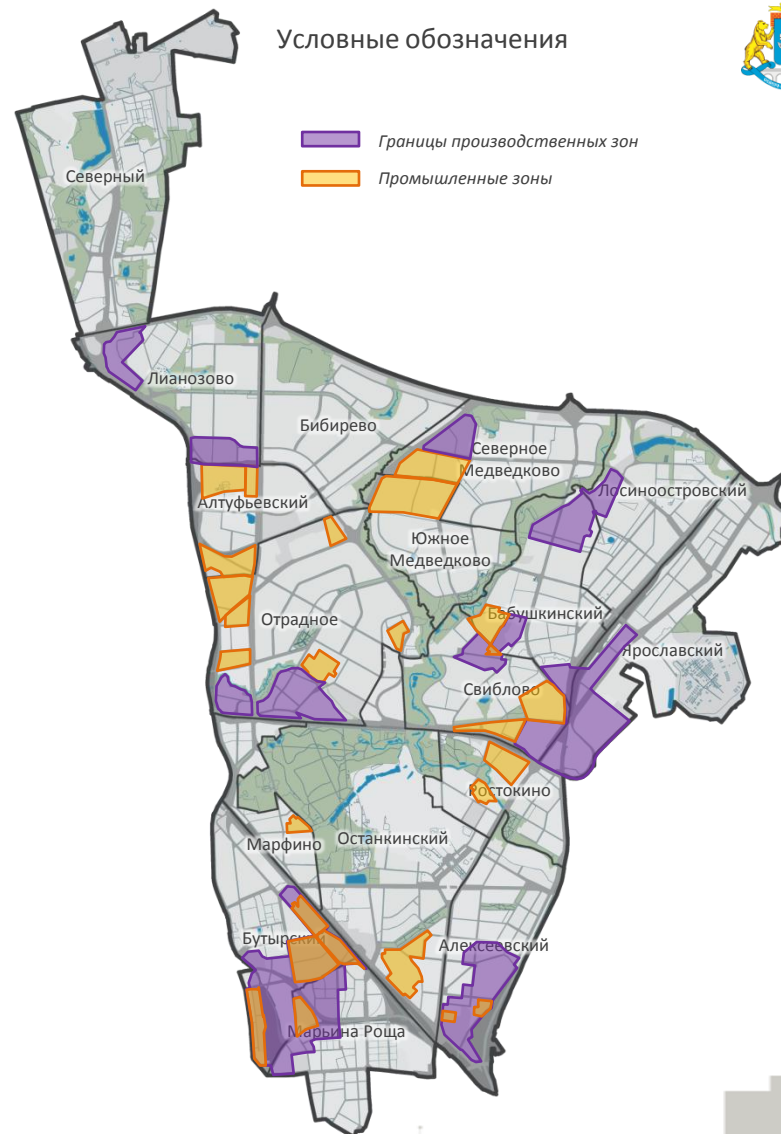 Условные обозначения
Границы производственных зон
Промышленные зоны
Северный
Лианозово
Бибирево
Северное
Медведково
Лосиноостровский
Алтуфьевский
Южное
Медведково
Отрадное
Бабушкинский
Ярославский
Свиблово
Ростокино
Марфино
Останкинский
Бутырский
Алексеевский
Марьина Роща